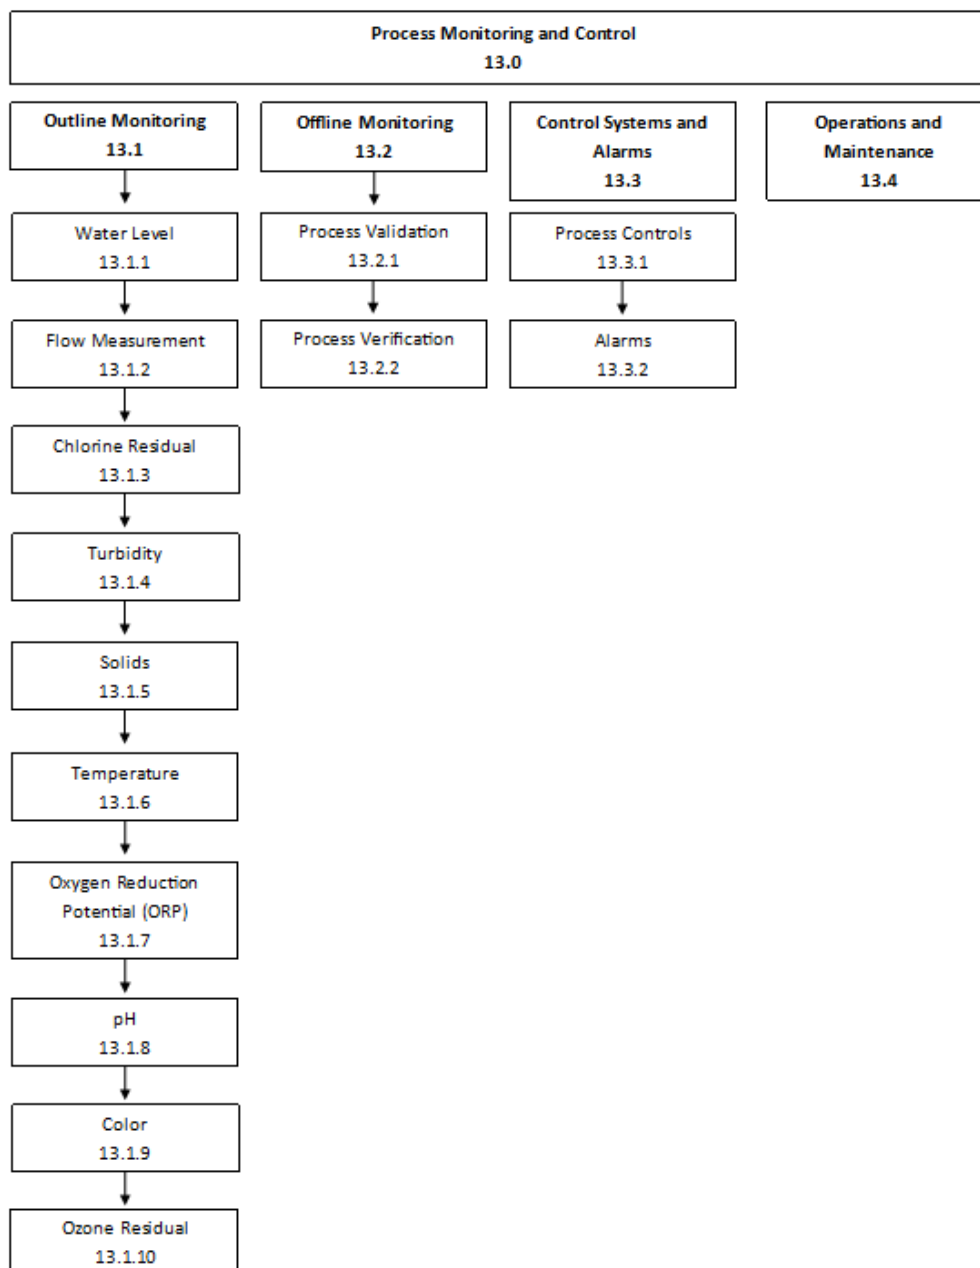 Process Monitoring and Control
13.0
Outline Monitoring
13.1
Water Level
13.1.1
Flow Measurement
13.1.2
Chlorine Residual
13.1.3
Turbidity
13.1.4
Solids
13.1.5
Temperature
13.1.6
Oxygen Reduction
Potential (ORP)
13.1.7
pH
13.1.8
Color
13.1.9
Ozone Residual
13.1.10
Offline Monitoring
13.2
Process Validation
13.2.1
Process Verification
13.2.2
Control Systems and
Alarms
13.3
Process Controls
13.3.1
Alarms
13.3.2
Operations and
Maintenance
13.4